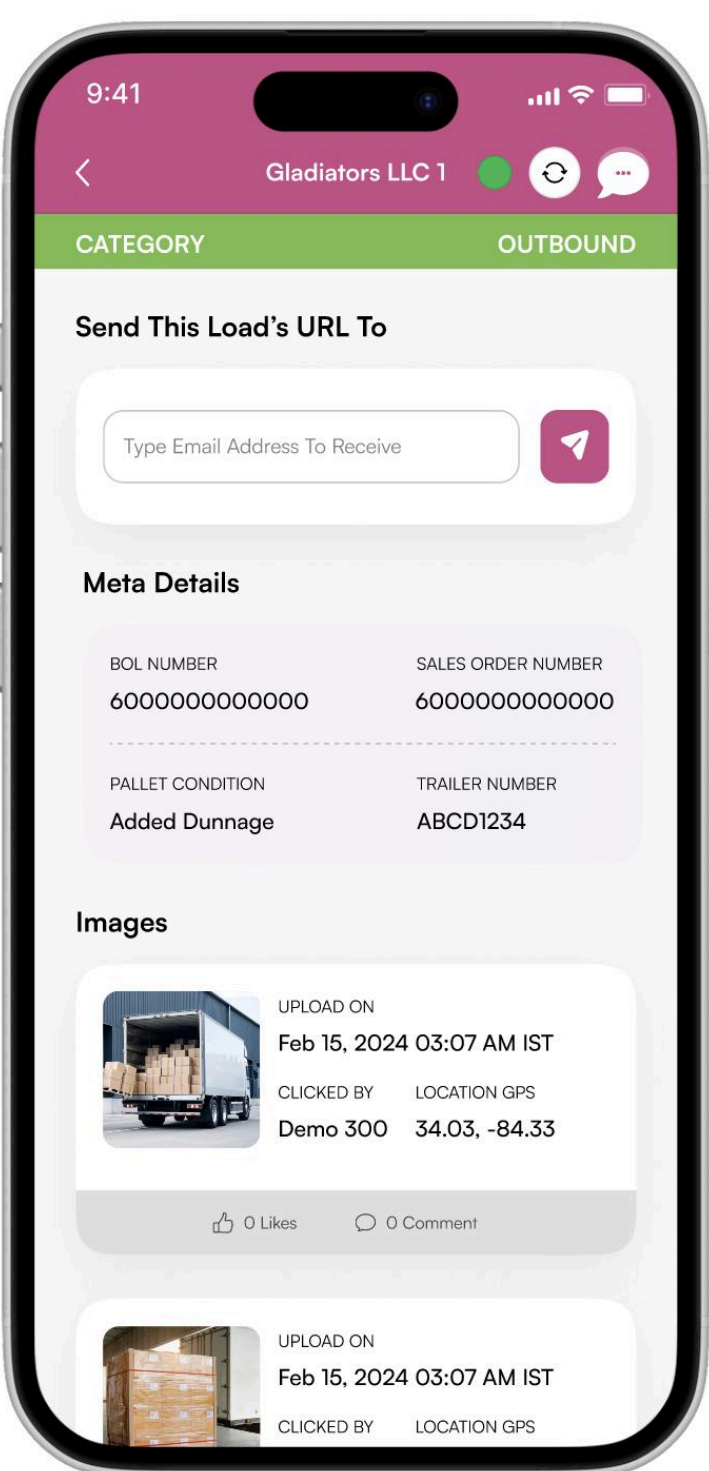 9:41
Gladiators LLC 1
CATEGORY OUTBOUND
Send This Load’s URL To
Type Email Address To Receive
Meta Details
BOL NUMBER SALES ORDER NUMBER
6000000000000 6000000000000
PALLET CONDITION TRAILER NUMBER
Added Dunnage ABCD1234
Images
UPLOAD ON
Feb 15, 2024 03:07 AM IST
CLICKED BY LOCATION GPS
Demo 300 34.03, -84.33
0 Likes 0 Comment
UPLOAD ON
Feb 15, 2024 03:07 AM IST
CLICKED BY LOCATION GPS